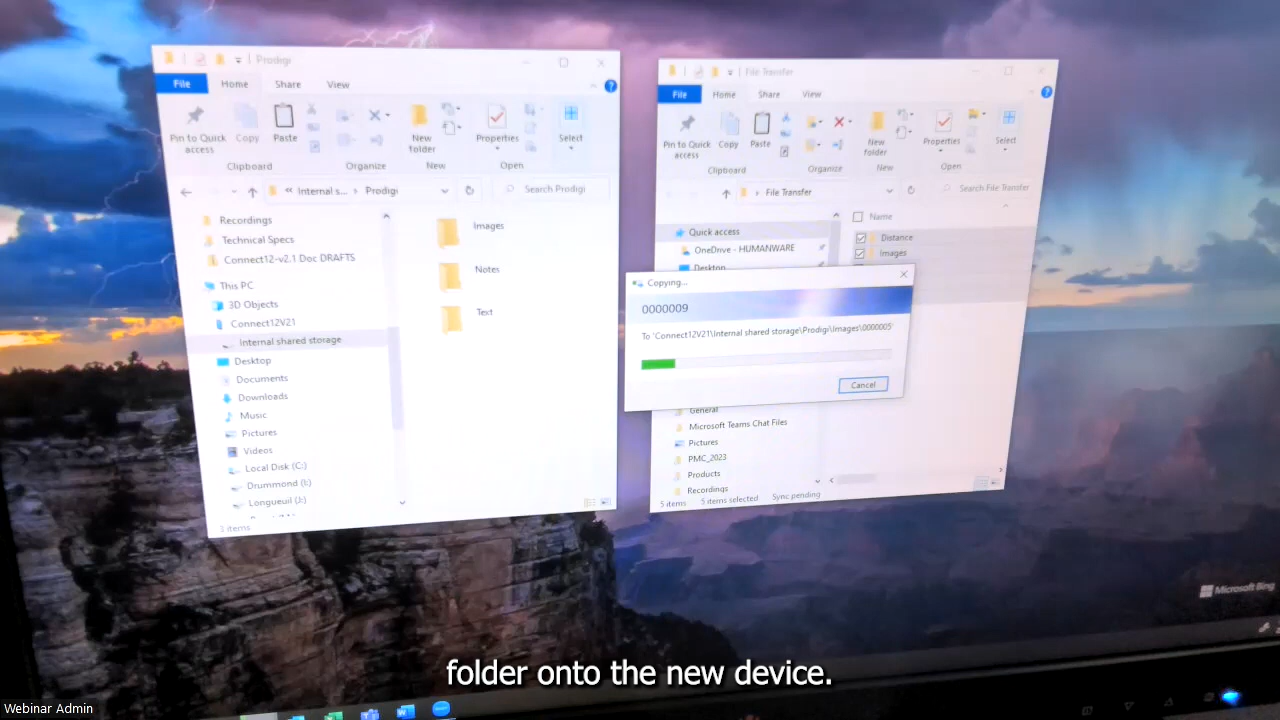 Prodigi
File Home Share View
Pin to Quick access
Copy
Paste
New folder
Properties
Select
Clipboard Organize New Open
Internal s... Prodigi
Search Prodigi
Recordings
Technical Specs
Connect12-v2.1 Doc DRAFTS
This PC
3D Objects
Connect12V21
Internal shared storage
Desktop
Documents
Downloads
Music
Pictures
Videos
Local Disk (C:)
Drummond (I:)
Longueuil (J:)
3 items
Images
Notes
Text
File Transfer
File Home Share View
Pin to Quick access
Copy
Paste
New folder
Properties
Select
Clipboard Organize New Open
File Transfer
Search File Transfer
Quick access
OneDrive - HUMANWARE
Desktop
Name
Distance
Images
Copying...
0000009
To 'Connect12V21\Internal shared storage\Prodigi\Images\0000005'
Cancel
General
Microsoft Teams Chat Files
Pictures
PMC_2023
Products
Recordings
5 items 5 items selected Sync pending
Microsoft Bing
folder onto the new device.
Webinar Admin